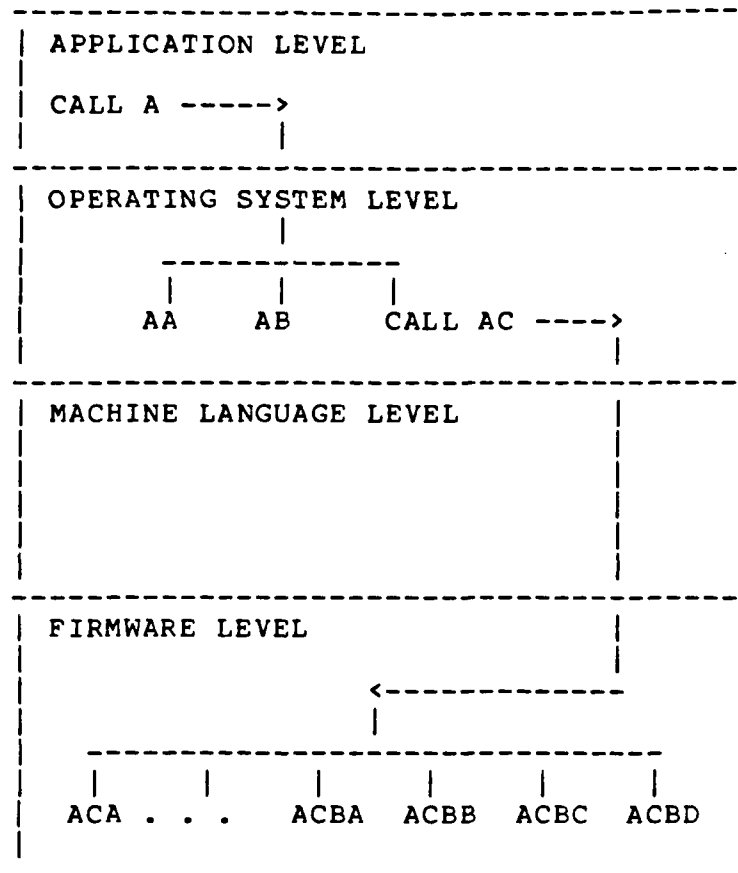 APPLICATION LEVEL
CALL A ----->
OPERATING SYSTEM LEVEL
AA AB CALL AC ---->
MACHINE LANGUAGE LEVEL
FIRMWARE LEVEL
<-------------
ACA . . . ACBA ACBB ACBC ACBD